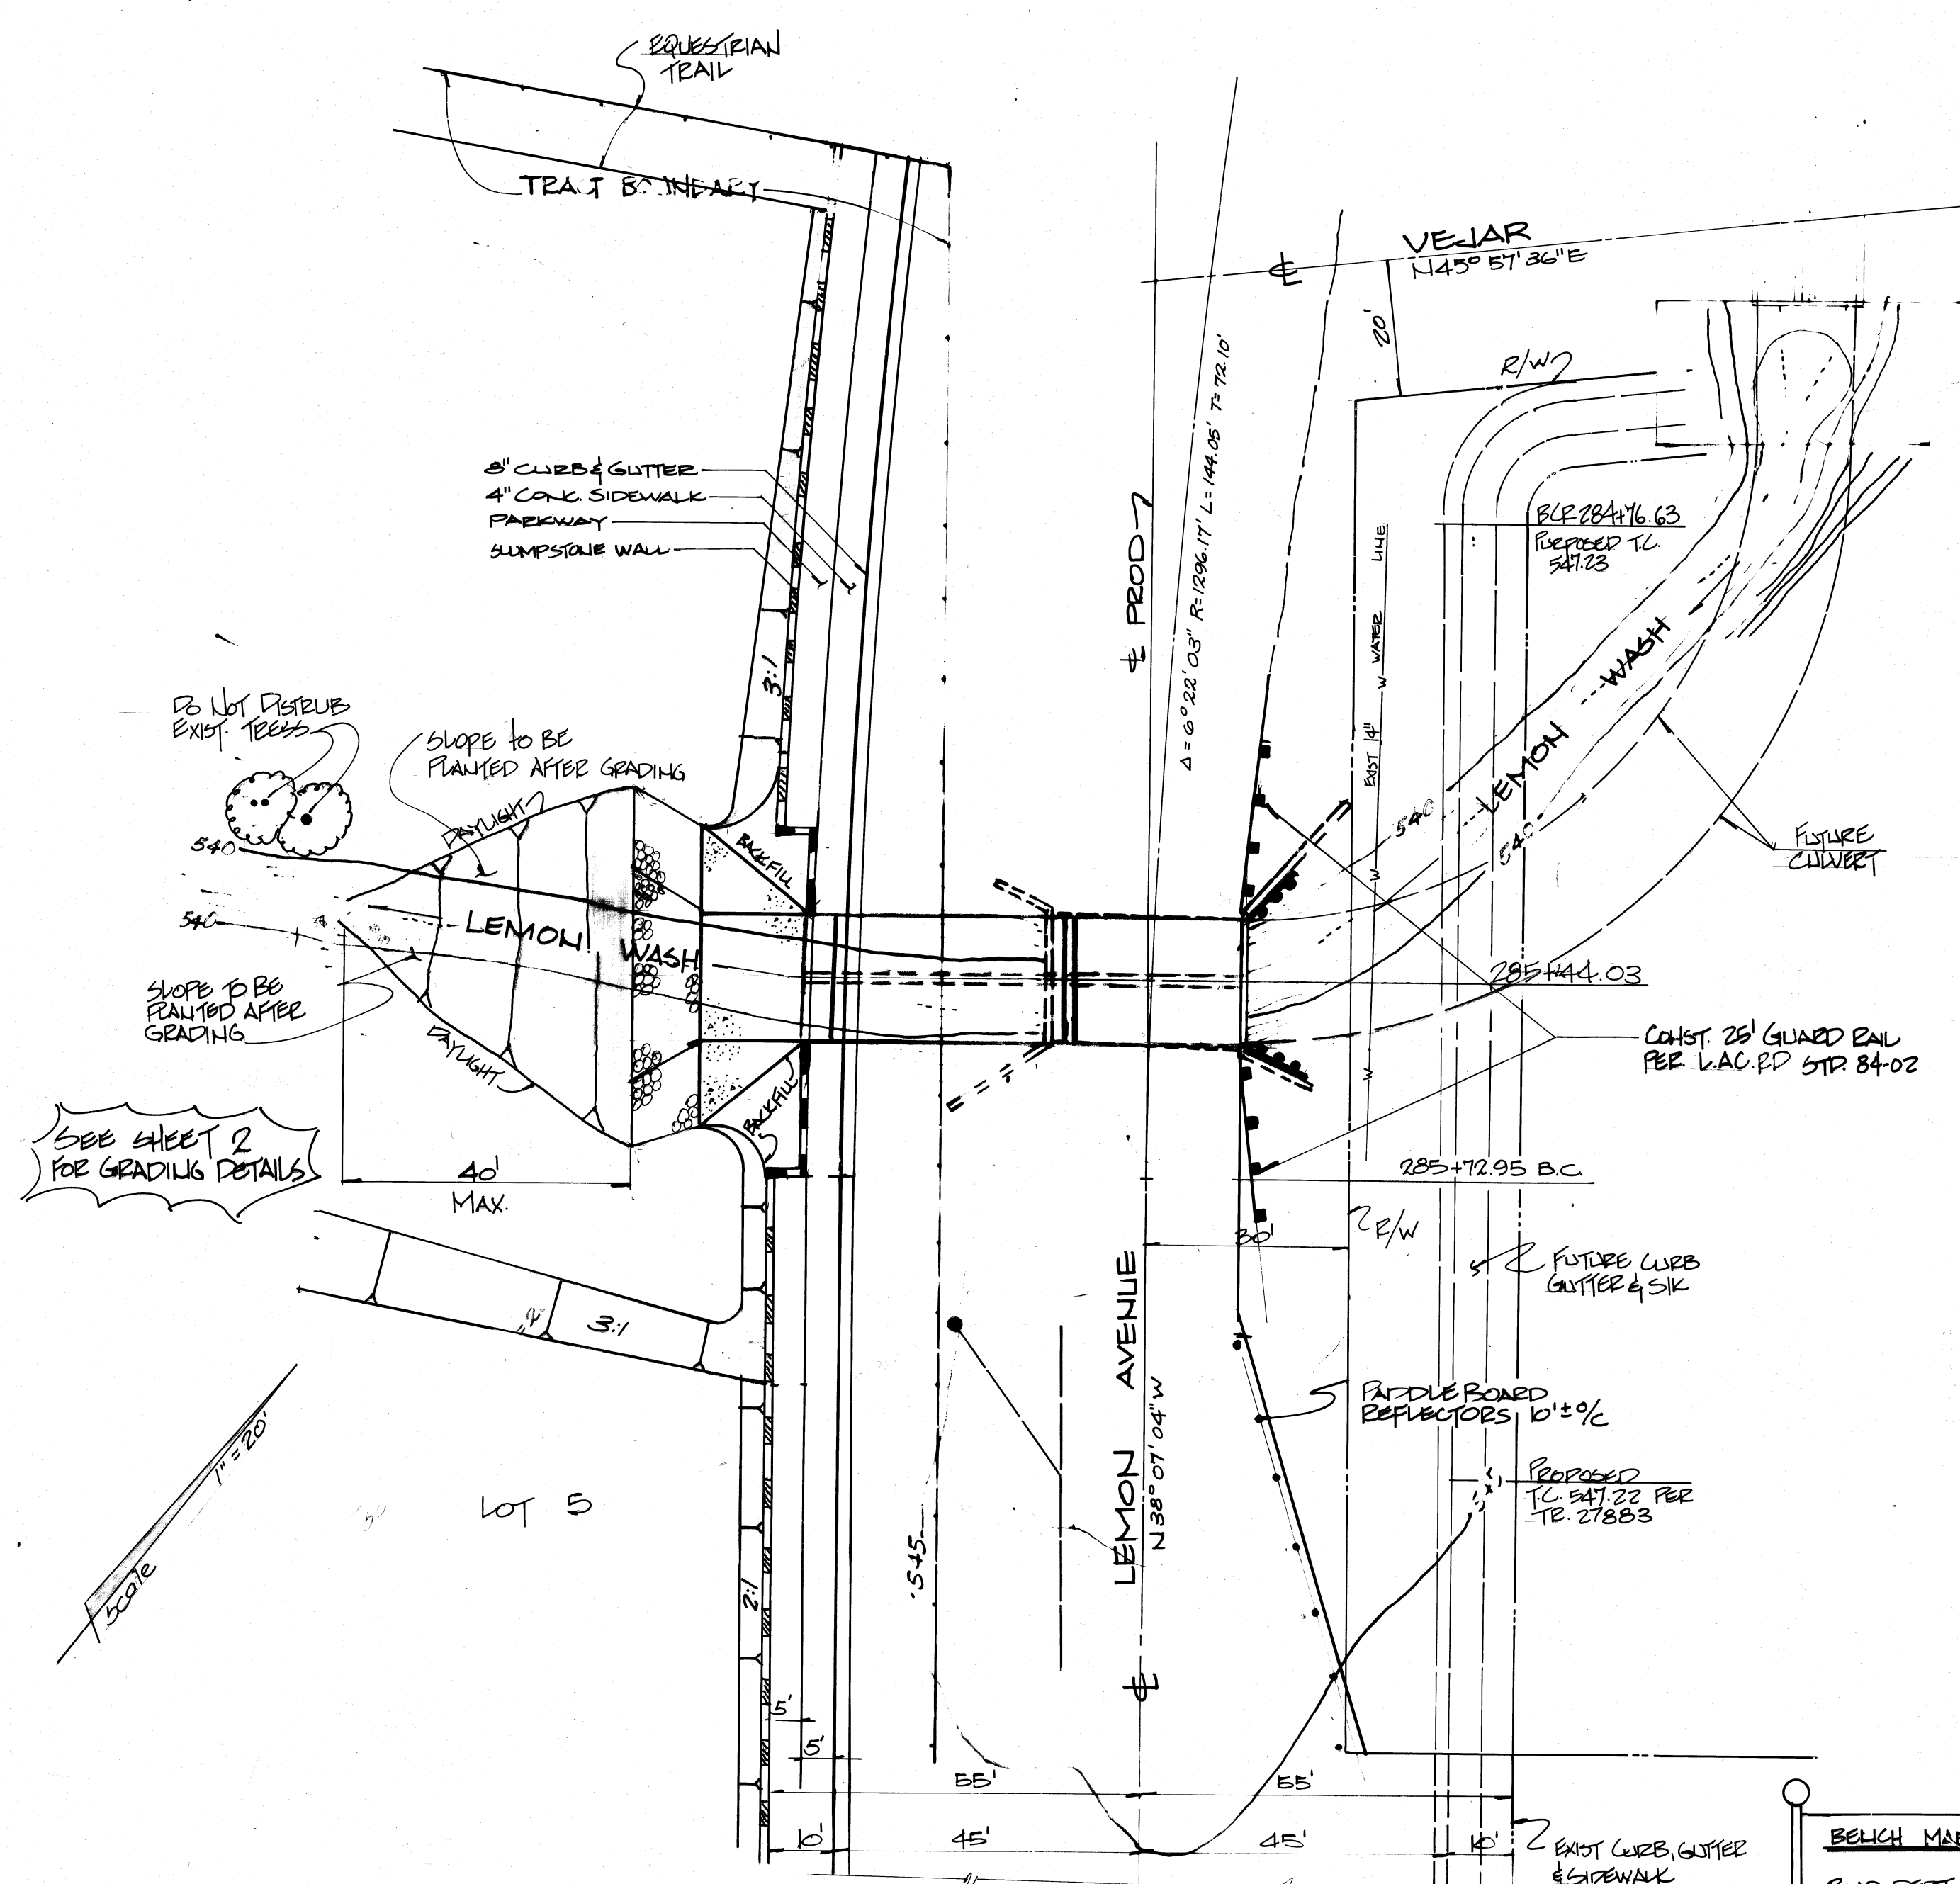 EQUESTRIAN
TRAIL
TRACT BOUNDARY
VEJAR
N45° 57' 36"E
℄
20'
R/W
8" CURB & GUTTER
4" CONC. SIDEWALK
PARKWAY
SLUMPSTONE WALL
℄ PROD
Δ = 6° 22' 03" R=1296.17' L=144.05' T=72.10'
EXIST 14" W WATER LINE
BCR 284+76.63
PURPOSED T.C.
547.23
3:1
LEMON WASH
DO NOT DISTRUB
EXIST. TRESS
SLOPE TO BE
PLANTED AFTER GRADING
DAYLIGHT
BACKFILL
540
540
540
540
FUTURE
CULVERT
LEMON WASH
W
W
285+44.03
SLOPE TO BE
PLANTED AFTER
GRADING
DAYLIGHT
BACKFILL
CONST. 25' GUARD RAIL
PER. L.A.C.RD STD. 84-02
SEE SHEET 2
FOR GRADING DETAILS
40'
MAX.
285+72.95 B.C.
30'
R/W
FUTURE CURB
GUTTER & S/K
3:1
LEMON AVENUE
N 38° 07' 04" W
PADDLE BOARD
REFLECTORS 10'± O/C
PROPOSED
T.C. 547.22 PER
TR. 27883
1" = 20'
Scale
LOT 5
545
2:1
℄
5'
5'
55'
55'
10'
45'
45'
10'
EXIST CURB, GUTTER
& SIDEWALK
BENCH MA